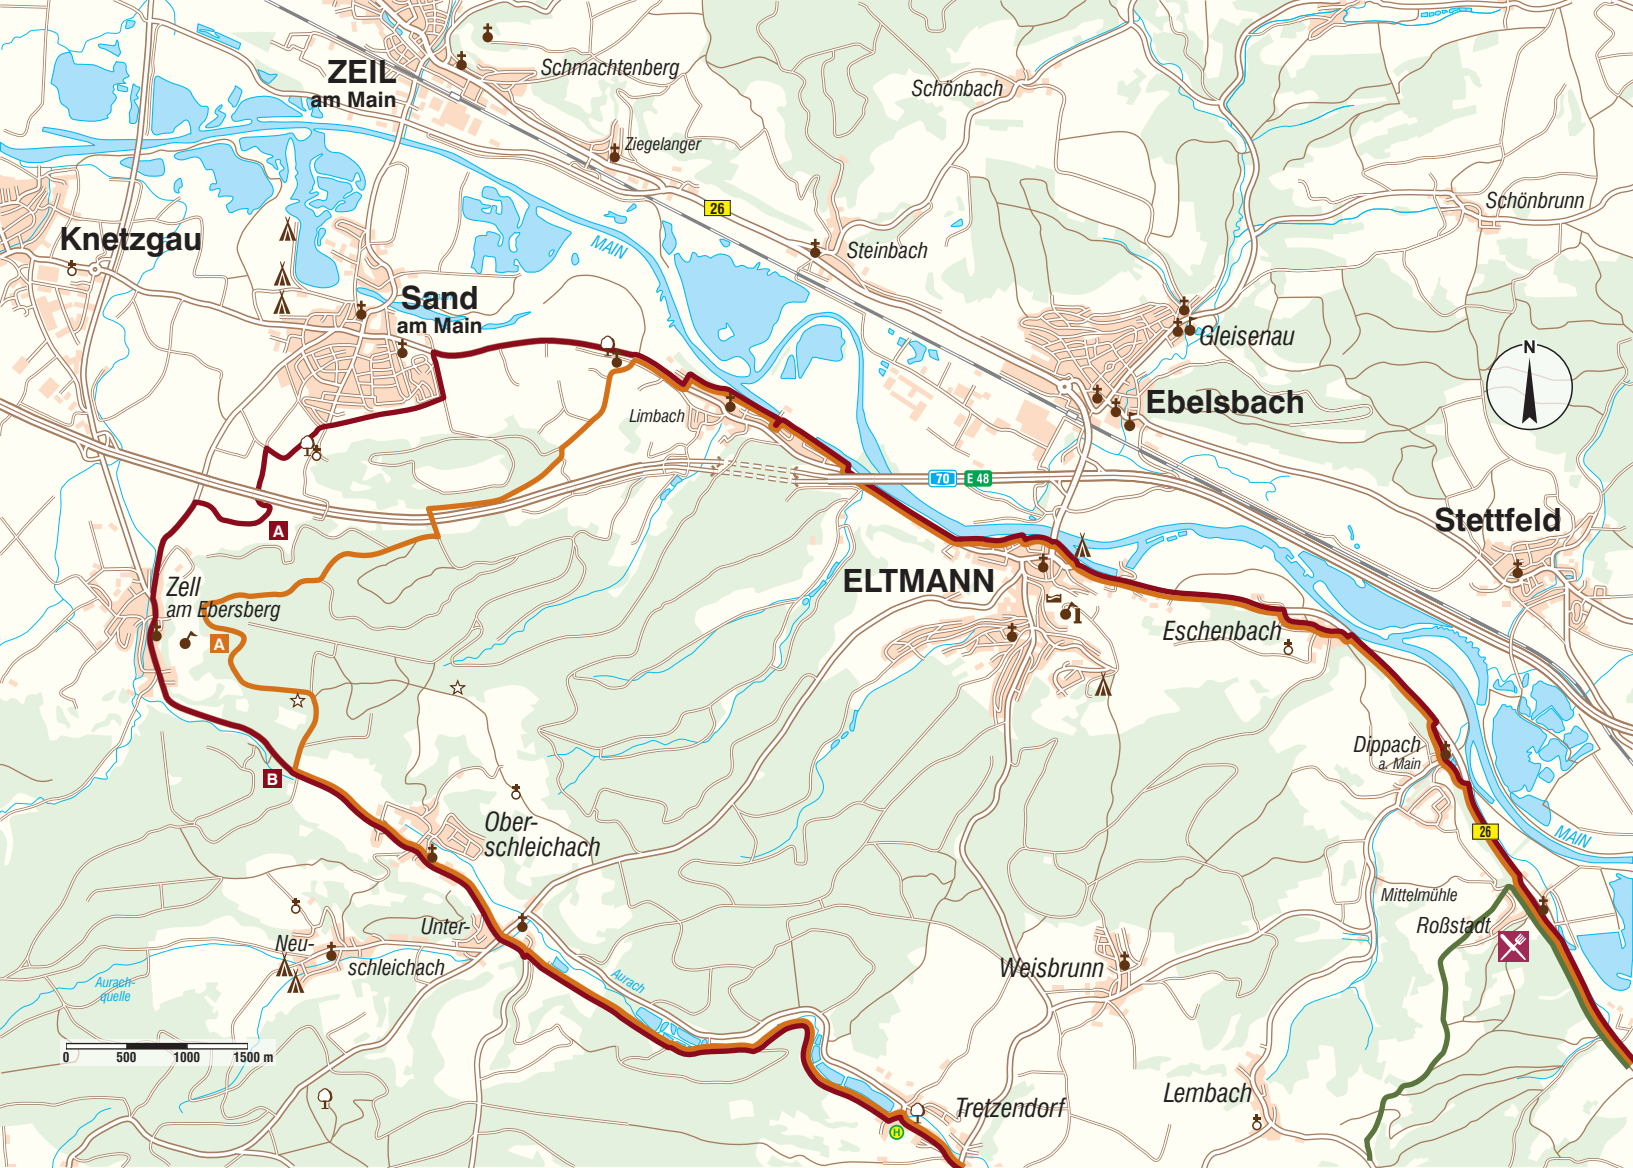 ZEIL
am Main
Schmachtenberg
Schönbach
Ziegelanger
Schönbrunn
26
Knetzgau
MAIN
Steinbach
Sand
am Main
Gleisenau
N
Limbach
Ebelsbach
70
E 48
A
Stettfeld
Zell
am Ebersberg
ELTMANN
A
Eschenbach
Dippach
a. Main
B
Ober-
schleichach
26
MAIN
Mittelmühle
Roßstadt
Unter-
Neu-
schleichach
Weisbrunn
Aurach-
quelle
Aurach
0 500 1000 1500 m
Lembach
Tretzendorf
H